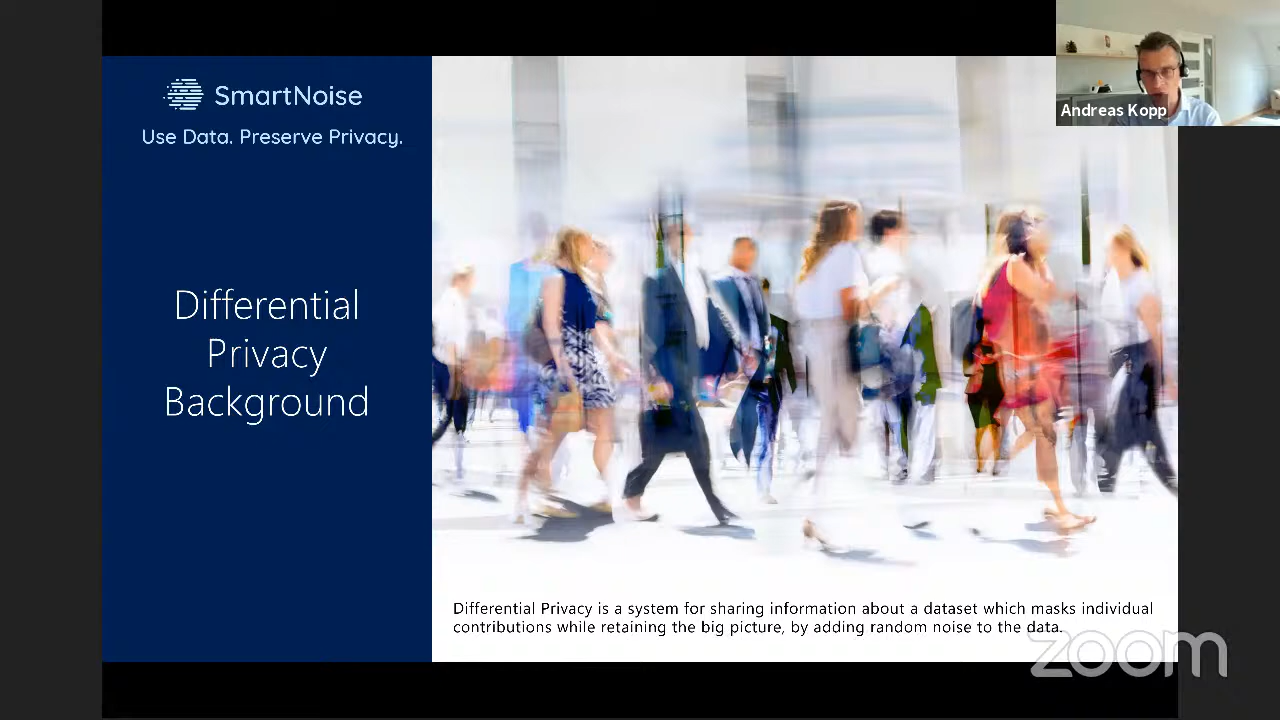 SmartNoise
Use Data. Preserve Privacy.
Andreas Kopp
Differential
Privacy
Background
Differential Privacy is a system for sharing information about a dataset which masks individual
contributions while retaining the big picture, by adding random noise to the data.
zoom